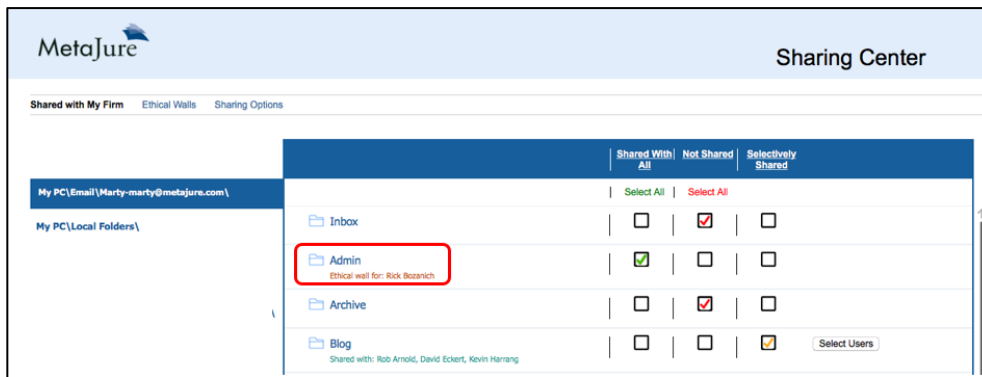 MetaJure
Sharing Center
Shared with My Firm Ethical Walls Sharing Options
Shared With All Not Shared Selectively Shared
My PC\Email\Marty-marty@metajure.com\
Select All Select All
My PC\Local Folders\
Inbox
Admin
Ethical wall for: Rick Bozanich
\
Archive
Blog
Select Users
Shared with: Rob Arnold, David Eckert, Kevin Harrang